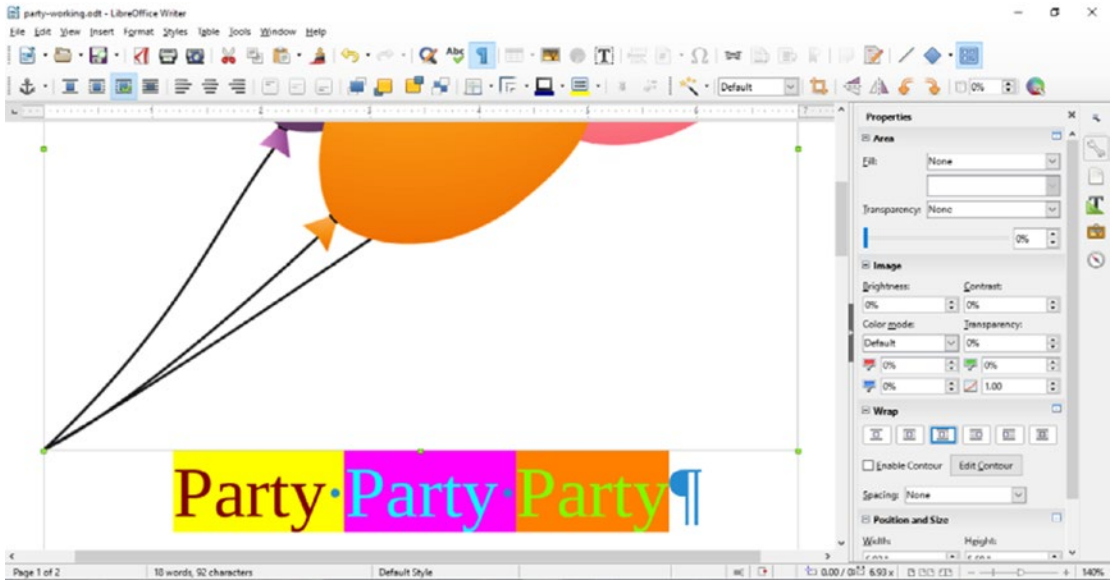 party-working.odt - LibreOffice Writer
File Edit View Insert Format Styles Table Tools Window Help
Default 0%
Properties
Area
Fill: None
Transparency: None
0%
Image
Brightness: Contrast:
0% 0%
Color mode: Transparency:
Default 0%
0% 0%
0% 1.00
Wrap
Enable Contour Edit Contour
Spacing: None
Position and Size
Width: Height:
Party·Party·Party¶
Page 1 of 2 18 words, 92 characters Default Style 140%